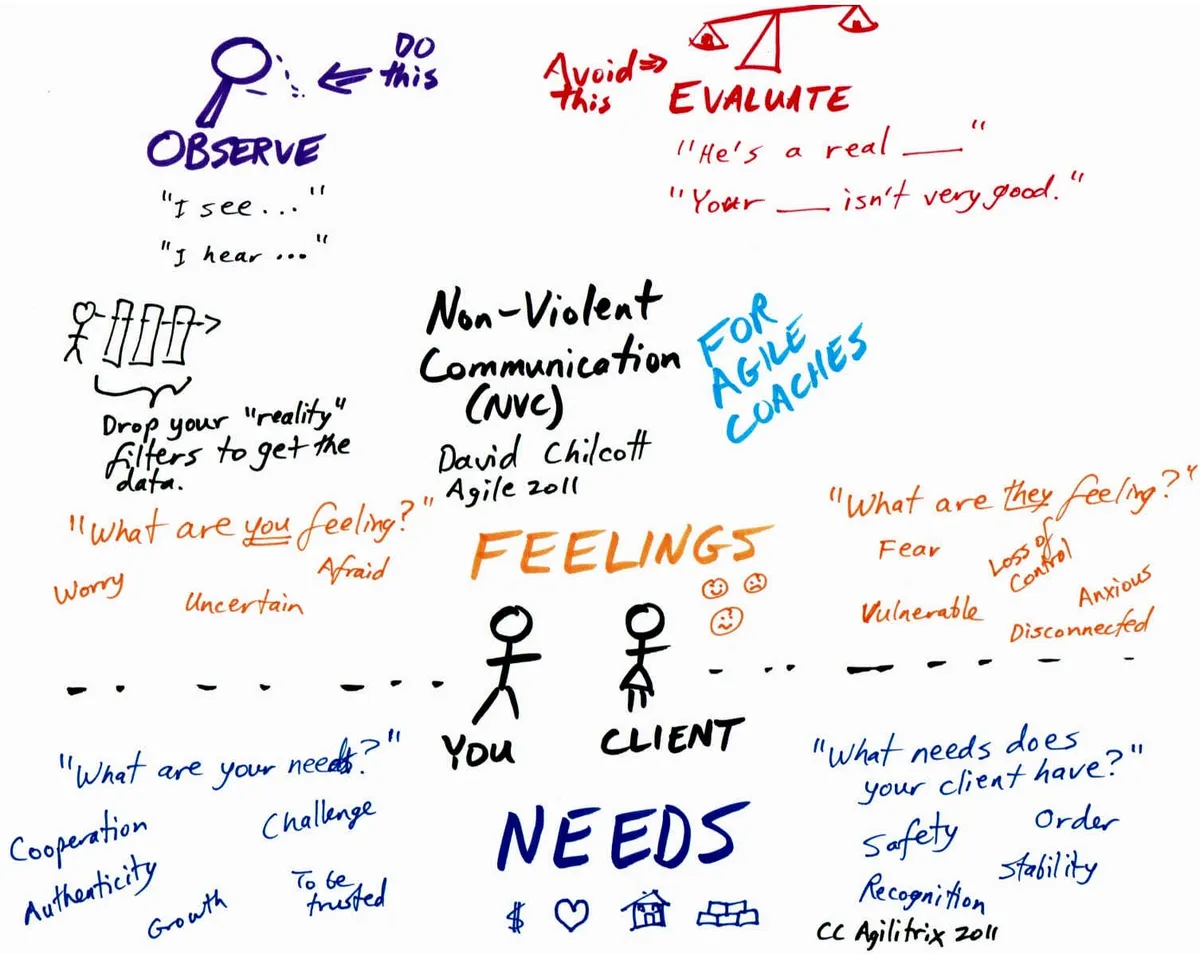 DO
this
OBSERVE
"I see..."
"I hear ..."
Avoid
this
EVALUATE
"He's a real ___"
"Your ___ isn't very good."
Drop your "reality"
filters to get the
data.
Non-Violent
Communication
(NVC)
David Chilcott
Agile 2011
FOR
AGILE
COACHES
"What are you feeling?"
Worry
Uncertain
Afraid
FEELINGS
"What are they feeling?"
Fear
Loss of
Control
Vulnerable
Anxious
Disconnected
YOU
CLIENT
"What are your needs?"
Cooperation
Challenge
Authenticity
Growth
To be
trusted
NEEDS
$
"What needs does
your client have?"
Safety
Order
Stability
Recognition
CC Agilitrix 2011